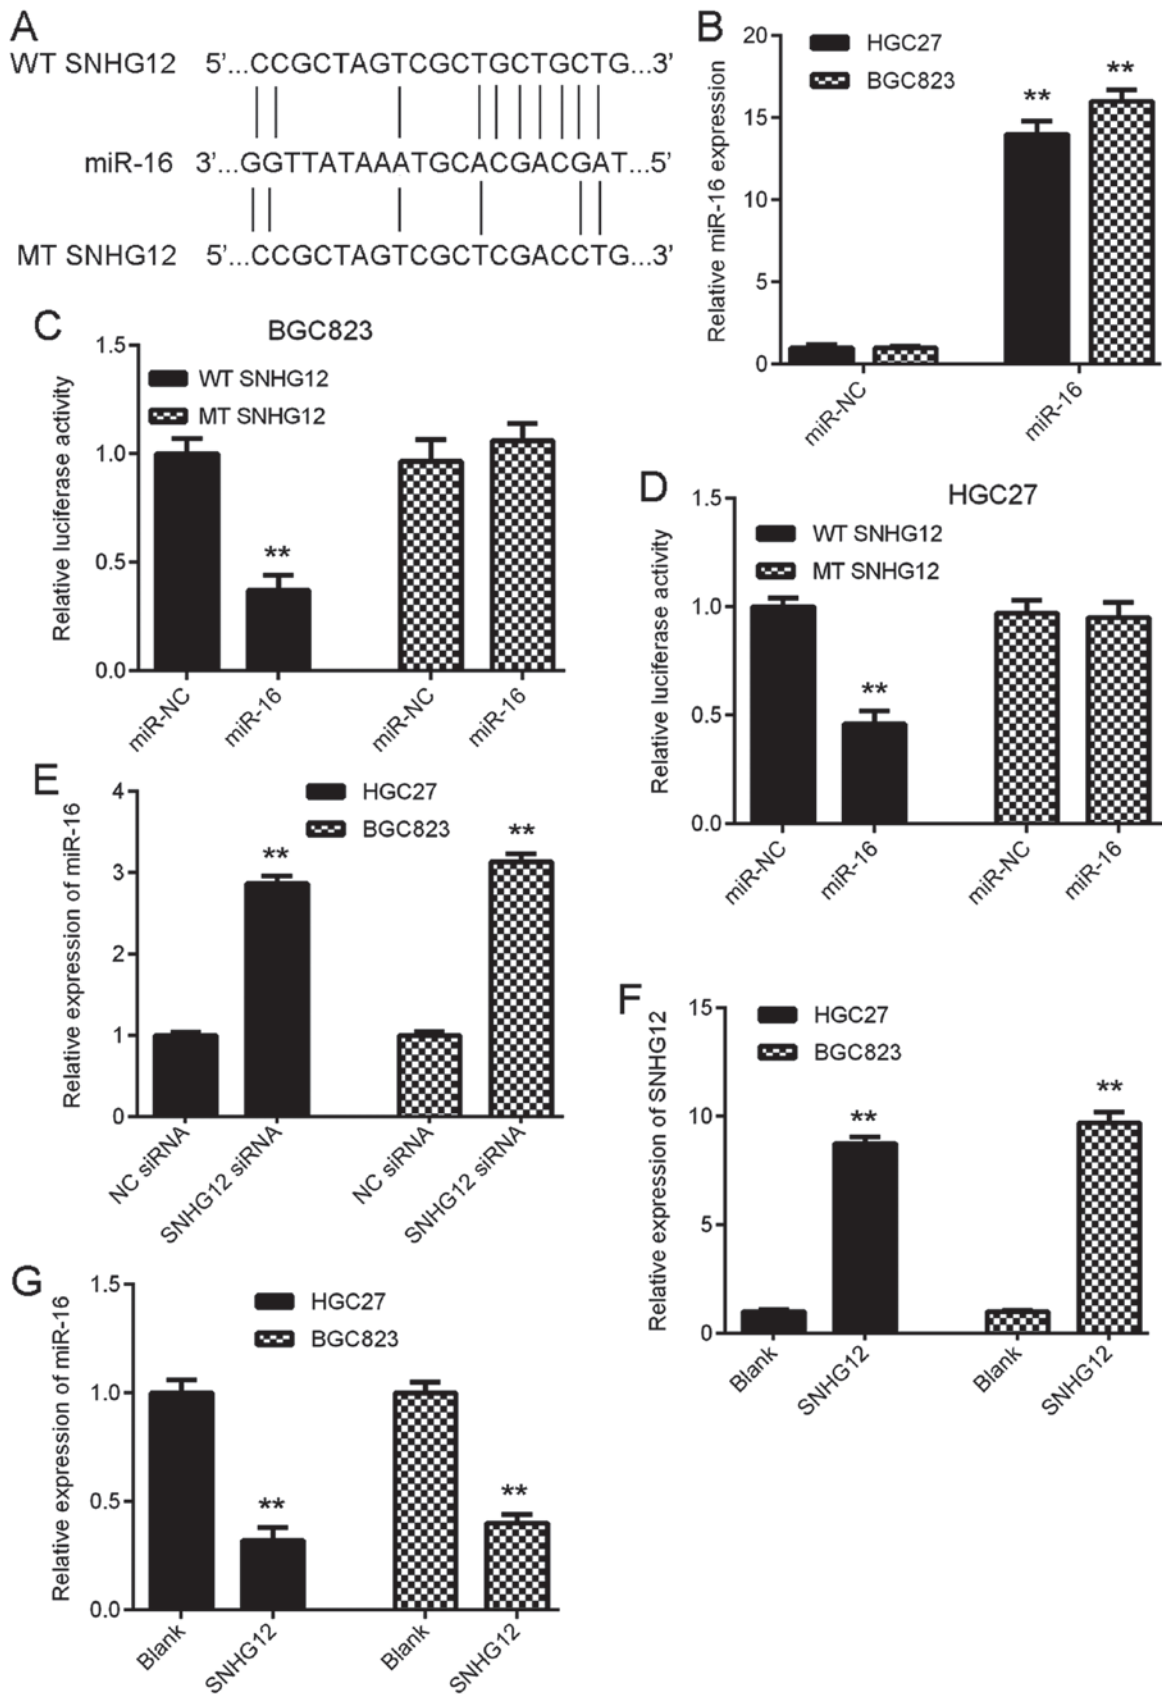 A
WT SNHG12 5’...CCGCTAGTCGCTGCTGCTG...3’
miR-16 3’...GGTTATAAATGCACGACGAT...5’
MT SNHG12 5’...CCGCTAGTCGCTCGACCTG...3’
B
Relative miR-16 expression
20
15
10
5
0
HGC27
BGC823
**
**
miR-NC
miR-16
C
BGC823
Relative luciferase activity
1.5
1.0
0.5
0.0
WT SNHG12
MT SNHG12
**
miR-NC
miR-16
miR-NC
miR-16
D
HGC27
Relative luciferase activity
1.5
1.0
0.5
0.0
WT SNHG12
MT SNHG12
**
miR-NC
miR-16
miR-NC
miR-16
E
Relative expression of miR-16
4
3
2
1
0
HGC27
BGC823
**
**
NC siRNA
SNHG12 siRNA
NC siRNA
SNHG12 siRNA
F
Relative expression of SNHG12
15
10
5
0
HGC27
BGC823
**
**
Blank
SNHG12
Blank
SNHG12
G
Relative expression of miR-16
1.5
1.0
0.5
0.0
HGC27
BGC823
**
**
Blank
SNHG12
Blank
SNHG12